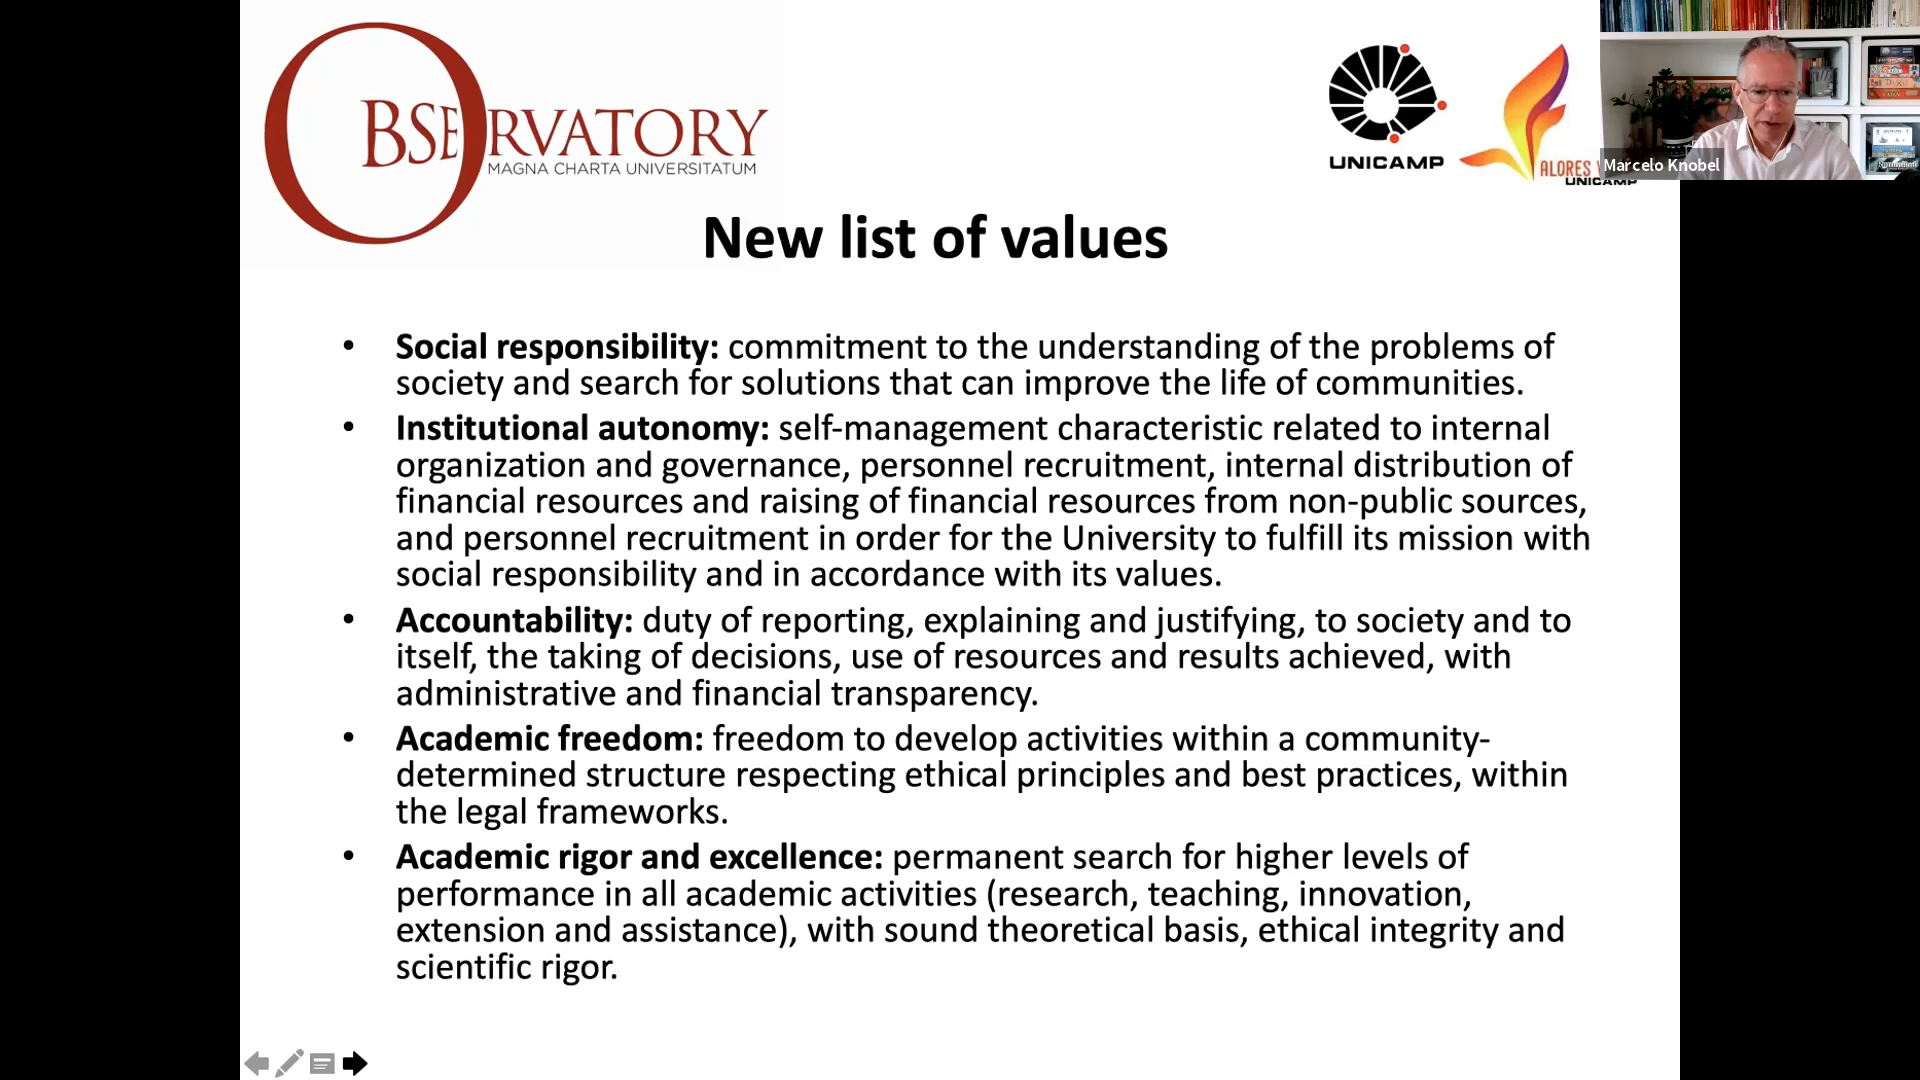 OBSERVATORY
MAGNA CHARTA UNIVERSITATUM
UNICAMP
ALORES
UNICAMP
Marcelo Knobel
New list of values
• Social responsibility: commitment to the understanding of the problems of
society and search for solutions that can improve the life of communities.
• Institutional autonomy: self-management characteristic related to internal
organization and governance, personnel recruitment, internal distribution of
financial resources and raising of financial resources from non-public sources,
and personnel recruitment in order for the University to fulfill its mission with
social responsibility and in accordance with its values.
• Accountability: duty of reporting, explaining and justifying, to society and to
itself, the taking of decisions, use of resources and results achieved, with
administrative and financial transparency.
• Academic freedom: freedom to develop activities within a community-
determined structure respecting ethical principles and best practices, within
the legal frameworks.
• Academic rigor and excellence: permanent search for higher levels of
performance in all academic activities (research, teaching, innovation,
extension and assistance), with sound theoretical basis, ethical integrity and
scientific rigor.